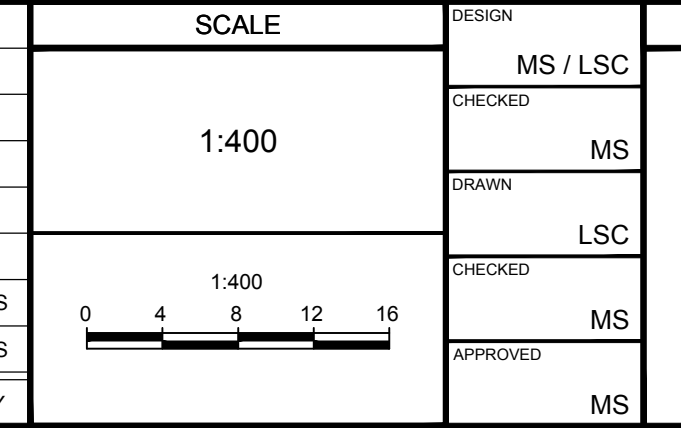 SCALE
1:400
1:400
0 4 8 12 16
DESIGN
MS / LSC
CHECKED
MS
DRAWN
LSC
CHECKED
MS
APPROVED
MS
S
S